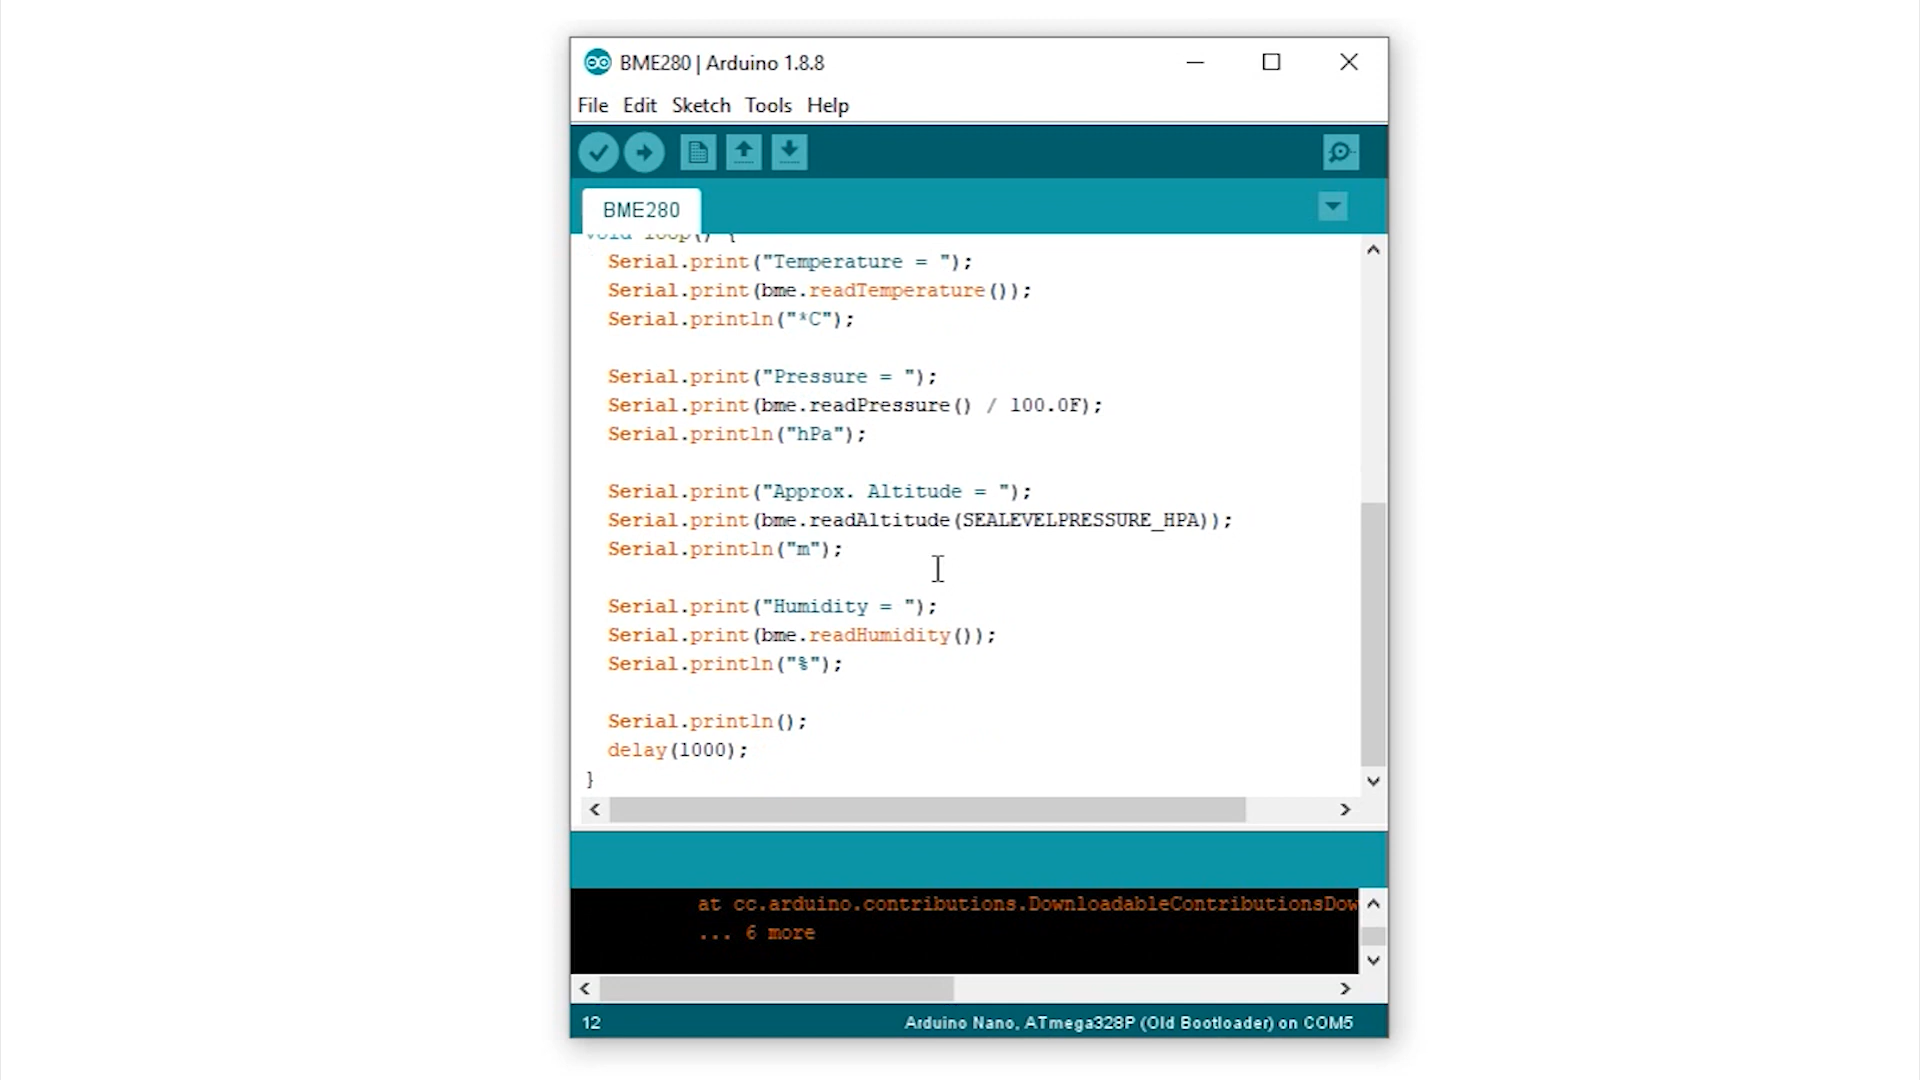 BME280 | Arduino 1.8.8
File Edit Sketch Tools Help
BME280
void loop() {
  Serial.print("Temperature = ");
  Serial.print(bme.readTemperature());
  Serial.println("*C");
  Serial.print("Pressure = ");
  Serial.print(bme.readPressure() / 100.0F);
  Serial.println("hPa");
  Serial.print("Approx. Altitude = ");
  Serial.print(bme.readAltitude(SEALEVELPRESSURE_HPA));
  Serial.println("m");
  Serial.print("Humidity = ");
  Serial.print(bme.readHumidity());
  Serial.println("%");
  Serial.println();
  delay(1000);
}
at cc.arduino.contributions.DownloadableContributionsDow
... 6 more
12 Arduino Nano, ATmega328P (Old Bootloader) on COM5